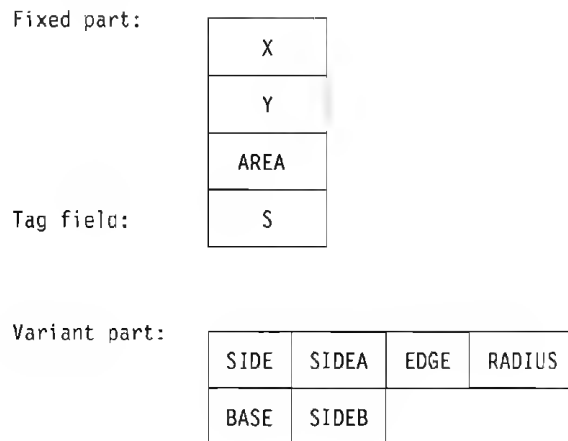 Fixed part:
X
Y
AREA
Tag field: S
Variant part:
SIDE SIDEA EDGE RADIUS
BASE SIDEB